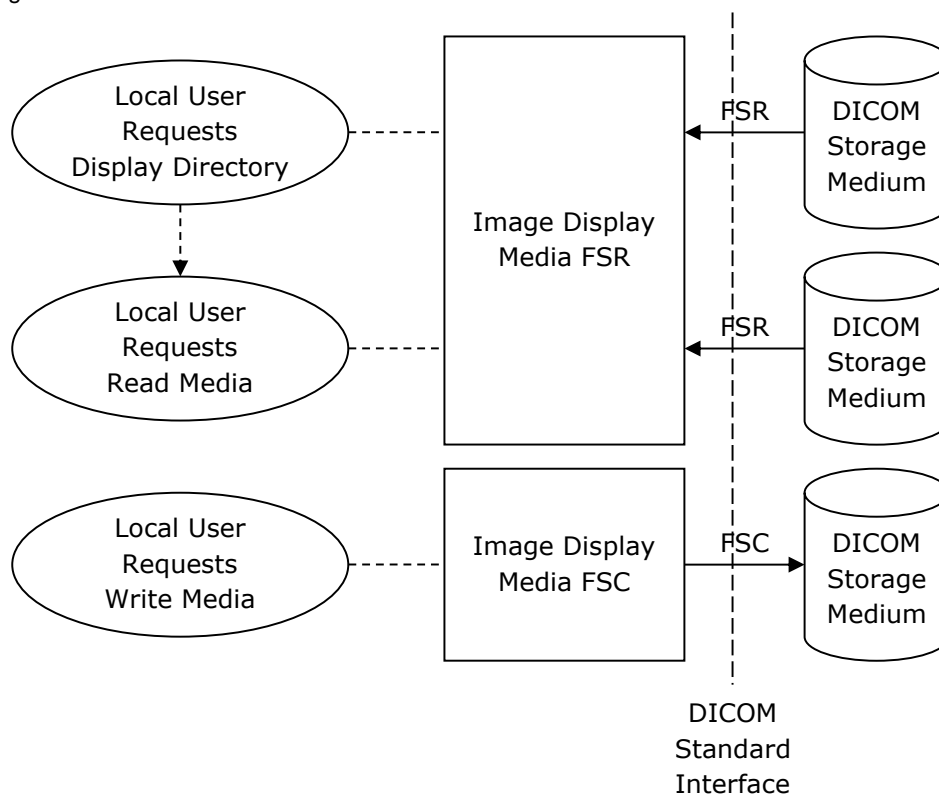 Local User
Requests
Display Directory
FSR
DICOM
Storage
Medium
Image Display
Media FSR
Local User
Requests
Read Media
FSR
DICOM
Storage
Medium
Local User
Requests
Write Media
Image Display
Media FSC
FSC
DICOM
Storage
Medium
DICOM
Standard
Interface